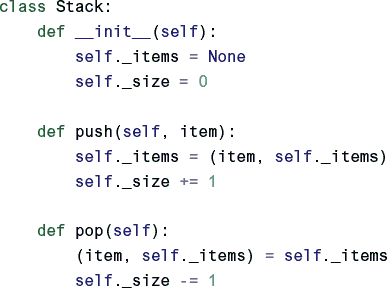 class Stack:
    def __init__(self):
        self._items = None
        self._size = 0

    def push(self, item):
        self._items = (item, self._items)
        self._size += 1

    def pop(self):
        (item, self._items) = self._items
        self._size -= 1